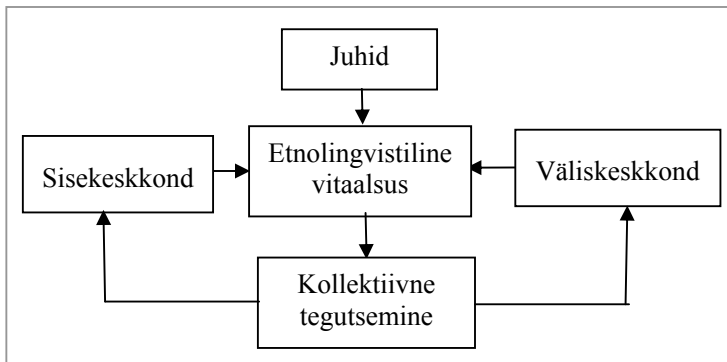 Juhid
Etnolingvistiline
vitaalsus
Sisekeskkond
Väliskeskkond
Kollektiivne
tegutsemine